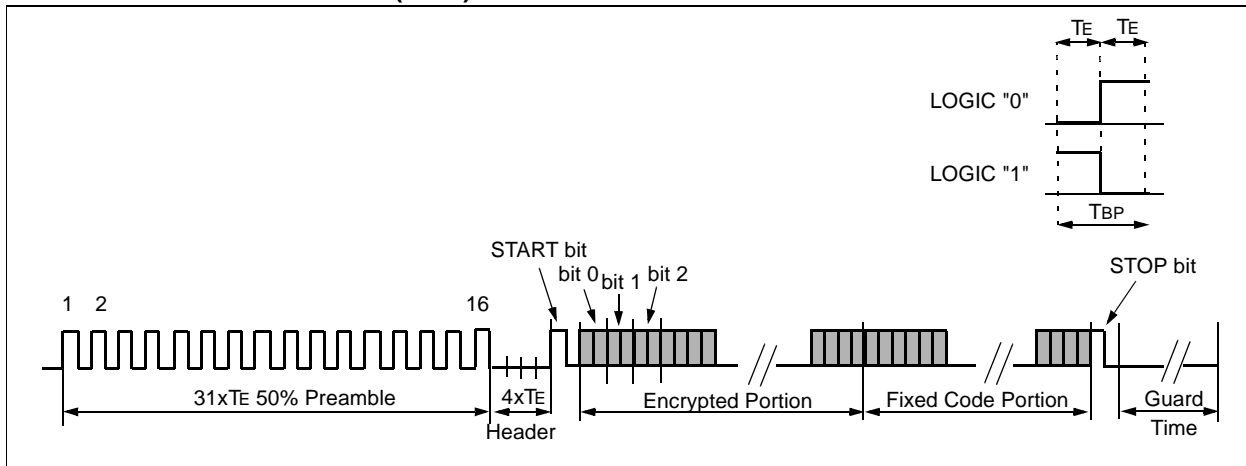 TE TE
LOGIC "0"
LOGIC "1"
TBP
START bit
bit 0
bit 1
bit 2
STOP bit
1 2 16
31xTE 50% Preamble
4xTE
Header
Encrypted Portion
Fixed Code Portion
Guard
Time